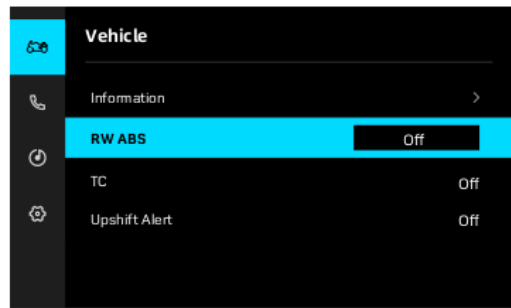 Vehicle
Information
RW ABS Off
TC Off
Upshift Alert Off